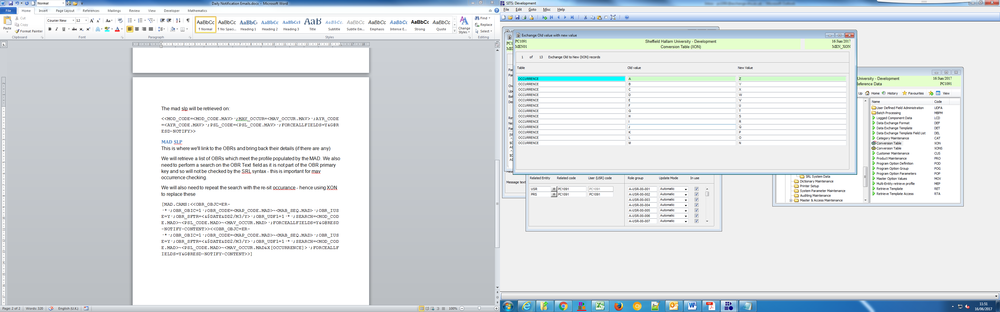 Daily Notification Emails.docx - Microsoft Word
Normal
File Home Insert Page Layout References Mailings Review View Developer Mathematics
Paste
Cut
Copy
Format Painter
Clipboard
Courier New 12
Font
Paragraph
AaBbCc AaBbCc AaBbCc AaBbCc AaBbCcI AaB AaBbCc. AaBbCc AaBbCc AaBbCc AaBbCc AaBbCc
¶ Normal ¶ No Spaci... Heading 1 Heading 2 Heading 3 Title Subtitle Subtle Em... Emphasis Intense E... Strong Quote
Styles
Change Styles
Find
Replace
Select
Editing
The mad slp will be retrieved on:
<<MOD_CODE=<MOD_CODE.MAV>·;MAV_OCCUR=<MAV_OCCUR.MAV>·;AYR_CODE
=<AYR_CODE.MAV>·;PSL_CODE=<PSL_CODE.MAV>·;FORCEALLFIELDS=Y&G@R
ESD-NOTIFY>>
MAD SLP
This is where we'll link to the OBRs and bring back their details (if there are any)
We will retrieve a list of OBRs which meet the profile populated by the MAD. We also
need to perform a search on the OBR Text field as it is not part of the OBR primary
key and so will not be checked by the SRL syntax - this is important for mav
occurrence checking.
We will also need to repeat the search with the re-sit occurance - hence using XON
to replace these
[MAD.CAMS:<<OBR_OBJC=ER-
·*·;OBR_OBIC=1·;OBR_CODE=<MAP_CODE.MAD>~<MAB_SEQ.MAD>·;OBR_IUS
E=Y·;OBR_SFTR=<&$DATE&DD2/M3/Y>·;OBR_UDF1=1·*·;SEARCH=<MOD_COD
E.MAD>~<PSL_CODE.MAD>~<MAV_OCCUR.MAD>·;FORCEALLFIELDS=Y&G@RESD
-NOTIFY-CONTENT>><<OBR_OBJC=ER-
·*·;OBR_OBIC=1·;OBR_CODE=<MAP_CODE.MAD>~<MAB_SEQ.MAD>·;OBR_IUS
E=Y·;OBR_SFTR=<&$DATE&DD2/M3/Y>·;OBR_UDF1=1·*·;SEARCH=<MOD_COD
E.MAD>~<PSL_CODE.MAD>~<MAV_OCCUR.MAD&X[OCCURRENCE]>·;FORCEALLF
IELDS=Y&G@RESD-NOTIFY-CONTENT>>]
Page: 2 of 2 Words: 320 English (U.K.) 100%
SITS: Development
File Edit Goto Misc Help
Exchange Old value with new value
PC1091 Sheffield Hallam University - Development 16/Jun/2017
MEN01 Conversion Table (XON) MEN_XON
1 of 13 Exchange Old to New (XON) records
Table Old value New Value
OCCURRENCE A Z
OCCURRENCE B Y
OCCURRENCE C X
OCCURRENCE D W
OCCURRENCE E V
OCCURRENCE F U
OCCURRENCE G T
OCCURRENCE H S
OCCURRENCE I R
OCCURRENCE J Q
OCCURRENCE K P
OCCURRENCE L O
OCCURRENCE M N
Message text
Related Entity Related code User (USR) code Role group Update Mode In use
USR PC1091 PC1091 A-USR-00-001 Automatic
PRS PC1091 PC1091 A-USR-00-002 Automatic
A-USR-00-003 Automatic
A-USR-00-004 Automatic
A-USR-00-005 Automatic
A-USR-00-006 Automatic
A-USR-00-007 Automatic
University - Development 16/Jun/2017
Reference Data PC1091
Up Home History Favourites View
Name Code
User Defined Field Administration UDFA
Batch Processing MBPM
Logged Component Data LCD
Data Exchange Format DEF
Data Exchange Template DET
Data Exchange Template Field List DEL
Category Maintenance CAT
Conversion Table XON
Conversion Table XONS
Customer Maintenance CUS
Product Maintenance PRO
Program Option Definition POD
Program Option Group POG
Program Option Parameters POP
Master Option Values MOV
Multi-Entity retrieve profile MEP
Retrieve Template RET
Retrieve Template Access RTA
SRL System Data
Dictionary Maintenance
Printer Setup
System Parameter Maintenance
Auditing Maintenance
Master & Access Maintenance
11:51
16/06/2017